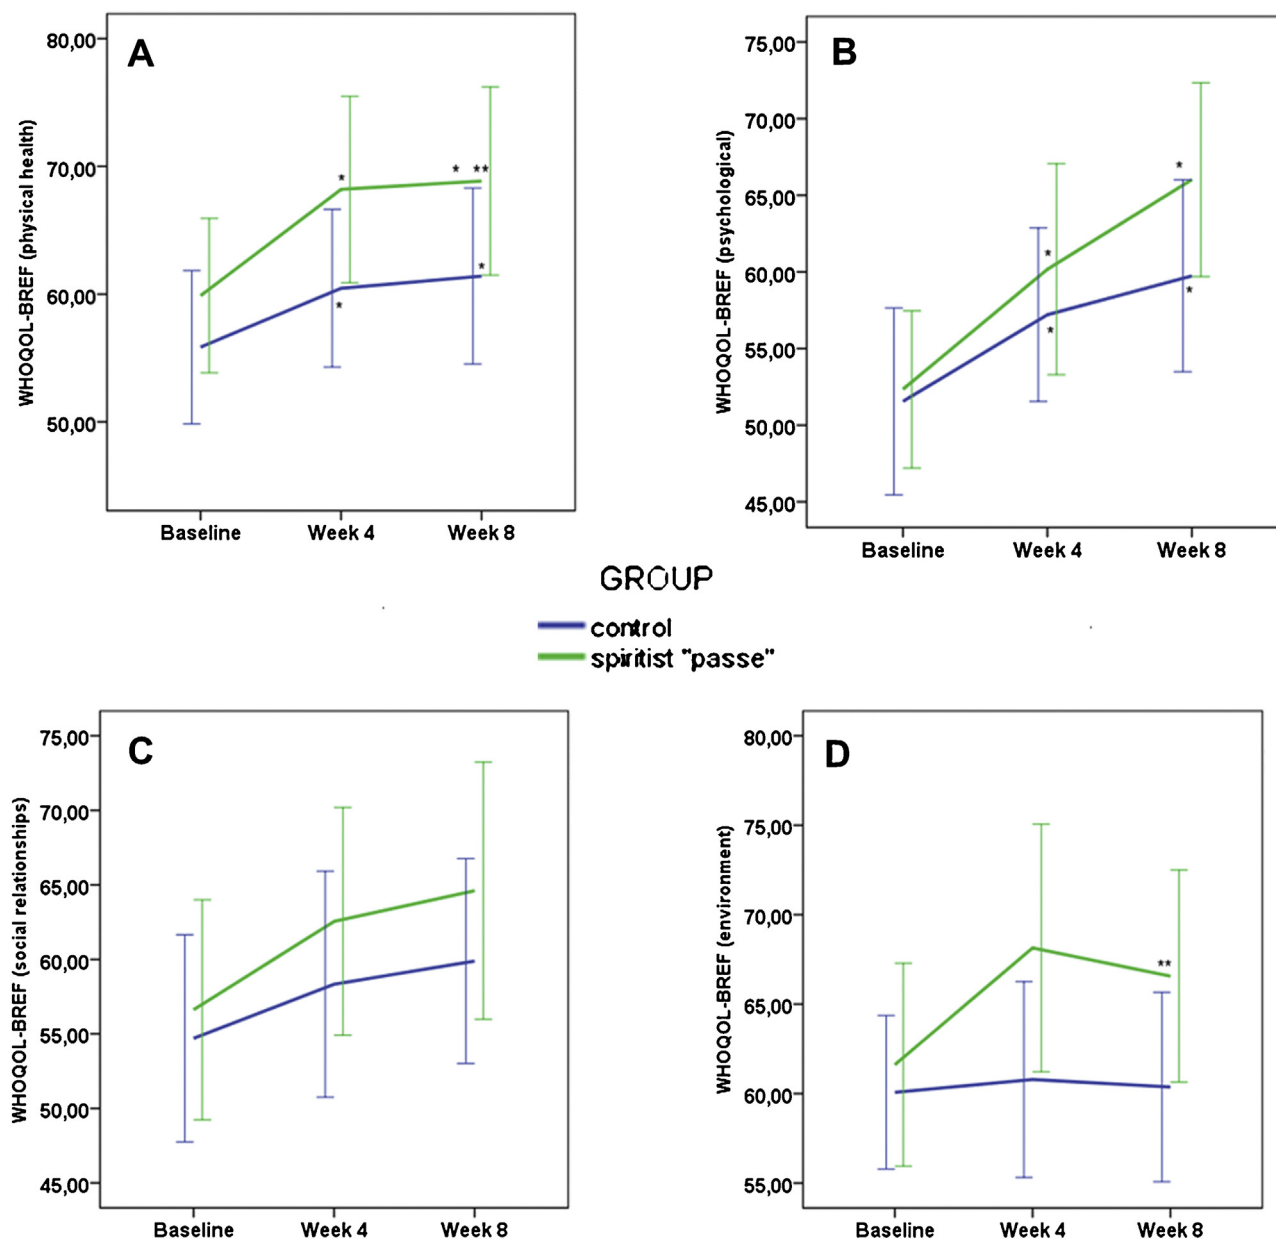 A
WHOQOL-BREF (physical health)
80,00
70,00
60,00
50,00
*
* **
*
*
Baseline Week 4 Week 8
B
WHOQOL-BREF (psychological)
75,00
70,00
65,00
60,00
55,00
50,00
45,00
*
*
*
*
Baseline Week 4 Week 8
GROUP
control
spiritist "passe"
C
WHOQOL-BREF (social relationships)
75,00
70,00
65,00
60,00
55,00
50,00
45,00
Baseline Week 4 Week 8
D
WHOQOL-BREF (environment)
80,00
75,00
70,00
65,00
60,00
55,00
**
Baseline Week 4 Week 8